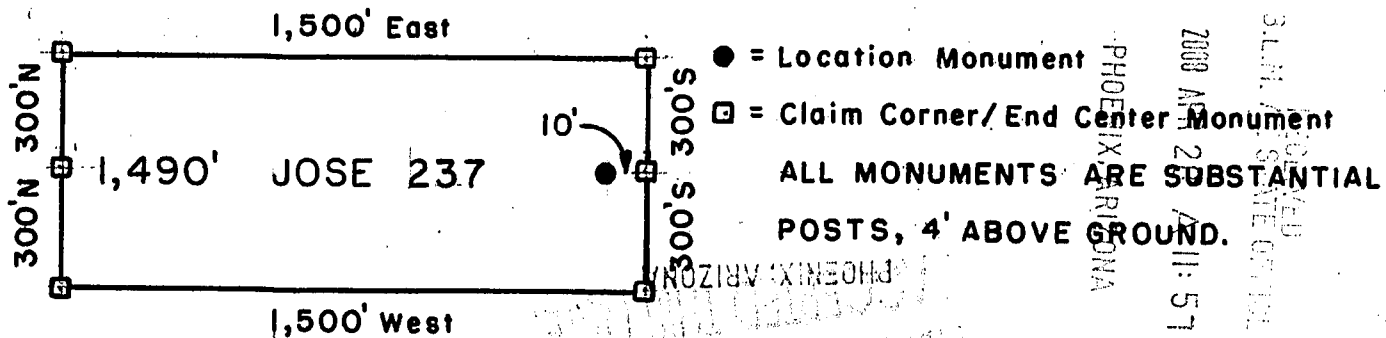 1,500' East
300'N 300'N
1,490' JOSE 237
10'
300'S 300'S
1,500' West
● = Location Monument
⊡ = Claim Corner/End Center Monument
ALL MONUMENTS ARE SUBSTANTIAL
POSTS, 4' ABOVE GROUND.
PHOENIX, ARIZONA
PHOENIX, ARIZONA